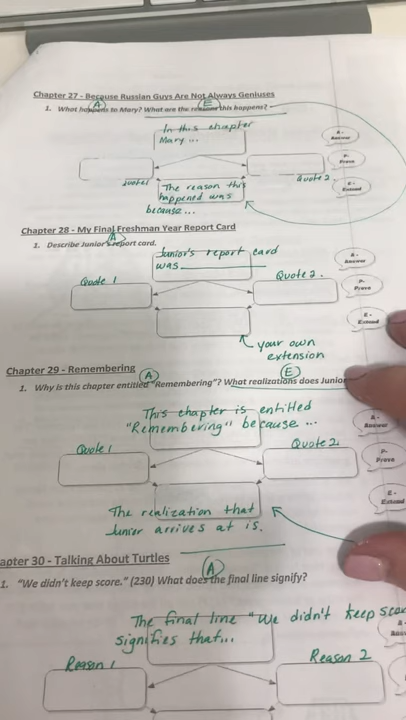 Chapter 27 - Because Russian Guys Are Not Always Geniuses
A
E
1. What happens to Mary? What are the reasons this happens?
In this chapter
Mary...
A-
Answer
P-
Prove
E-
Extend
Quote 1
Quote 2
The reason this
happened was
because...
Chapter 28 - My Final Freshman Year Report Card
A
1. Describe Junior's report card.
Junior's report card
was
A-
Answer
Quote 1
Quote 2.
P-
Prove
E-
Extend
your own
extension
Chapter 29 - Remembering
A
E
1. Why is this chapter entitled "Remembering"? What realizations does Junior
This chapter is entitled
"Remembering" because...
A-
Answer
Quote 1
Quote 2
P-
Prove
E-
Extend
The realization that
Junior arrives at is.
apter 30 - Talking About Turtles
A
1. "We didn't keep score." (230) What does the final line signify?
The final line "We didn't keep scor
signifies that...
A-
Reason 1
Reason 2